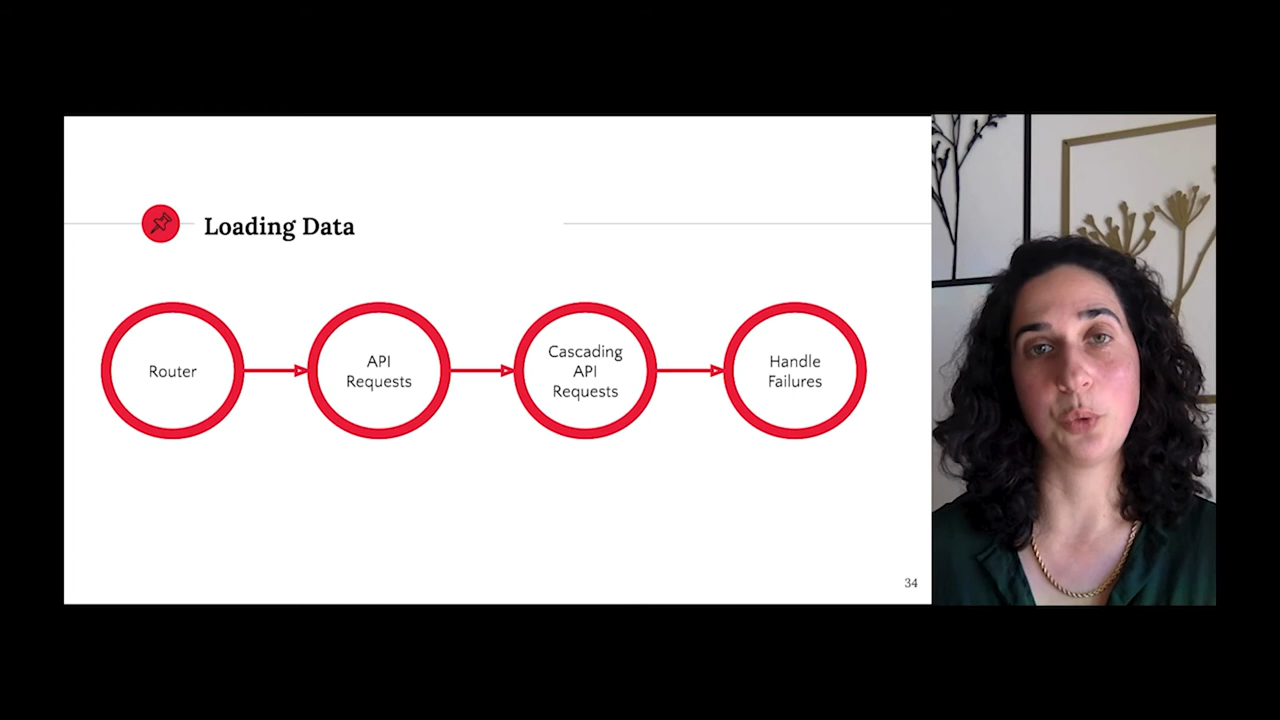 Loading Data
Router
API
Requests
Cascading
API
Requests
Handle
Failures
34